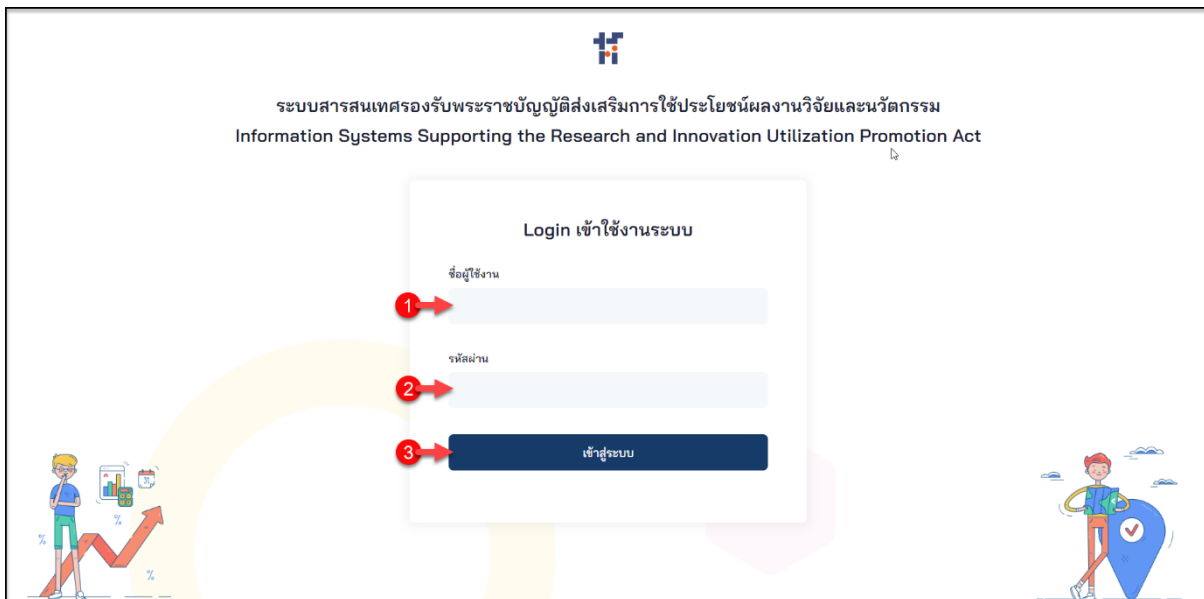 ระบบสารสนเทศรองรับพระราชบัญญัติส่งเสริมการใช้ประโยชน์ผลงานวิจัยและนวัตกรรม
Information Systems Supporting the Research and Innovation Utilization Promotion Act
Login เข้าใช้งานระบบ
ชื่อผู้ใช้งาน
1
รหัสผ่าน
2
3 เข้าสู่ระบบ
31
%
%
%